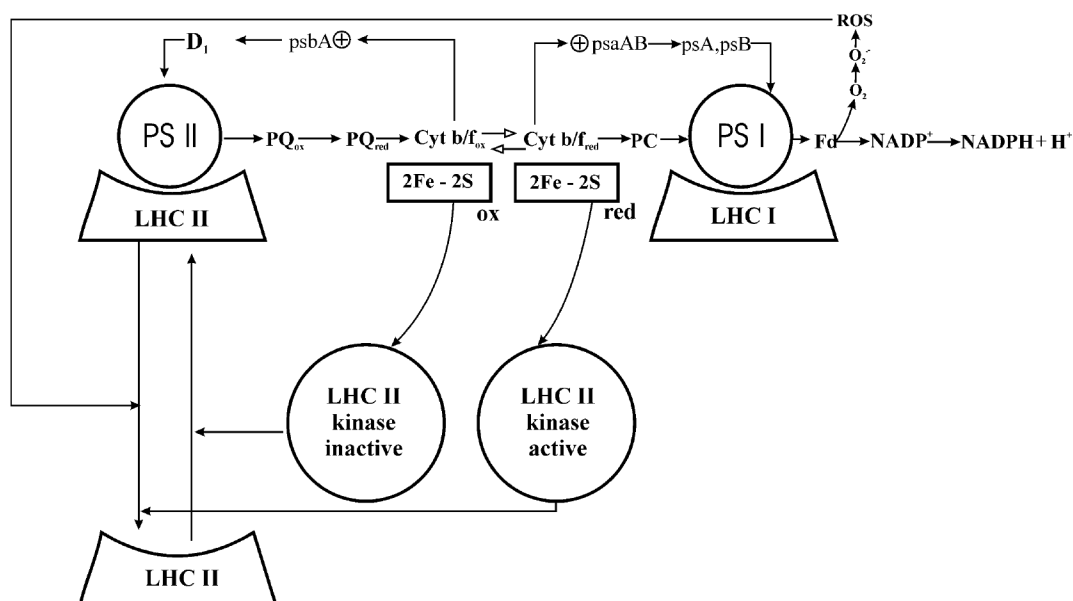 ROS
D₁ psbA⊕ ⊕psaAB psA,psB O₂·⁻
O₂
PS II PQox PQred Cyt b/fox Cyt b/fred PC PS I Fd NADP⁺ NADPH + H⁺
2Fe - 2S 2Fe - 2S
LHC II ox red LHC I
LHC II
kinase
inactive
LHC II
kinase
active
LHC II